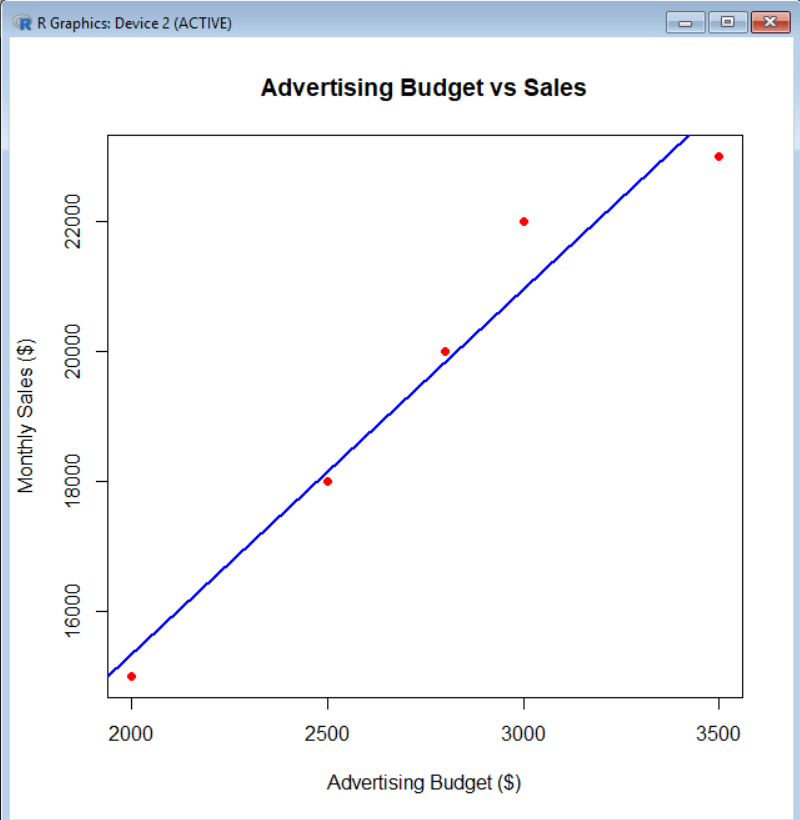 R Graphics: Device 2 (ACTIVE)
Advertising Budget vs Sales
Monthly Sales ($)
22000
20000
18000
16000
2000 2500 3000 3500
Advertising Budget ($)